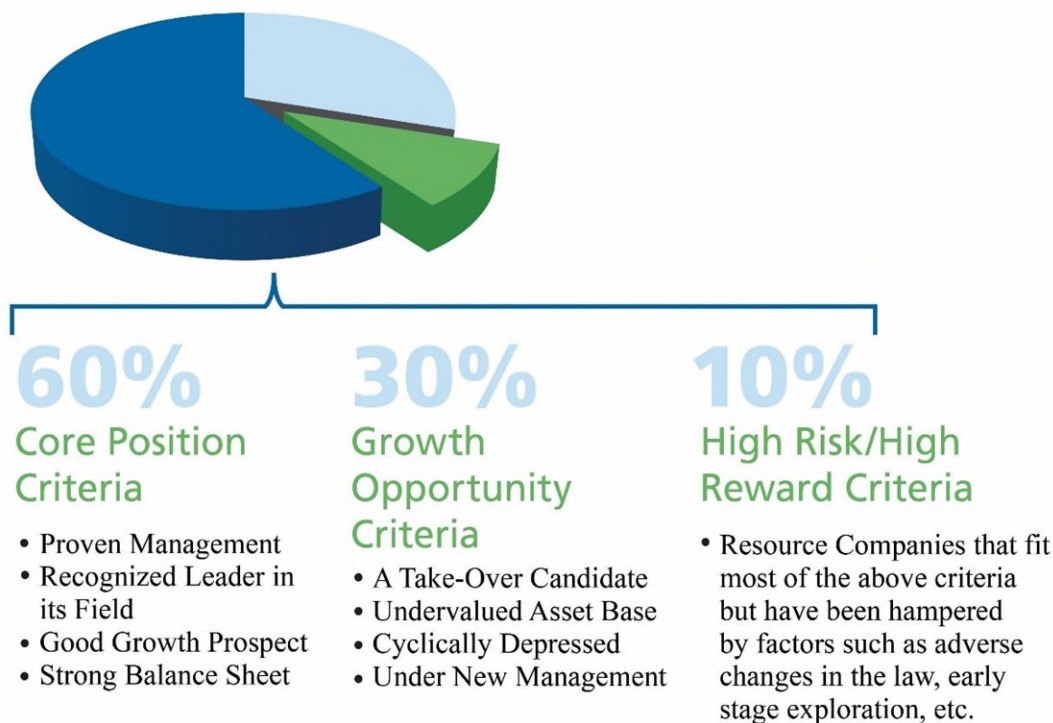 60%
Core Position
Criteria
• Proven Management
• Recognized Leader in
its Field
• Good Growth Prospect
• Strong Balance Sheet
30%
Growth
Opportunity
Criteria
• A Take-Over Candidate
• Undervalued Asset Base
• Cyclically Depressed
• Under New Management
10%
High Risk/High
Reward Criteria
• Resource Companies that fit
most of the above criteria
but have been hampered
by factors such as adverse
changes in the law, early
stage exploration, etc.